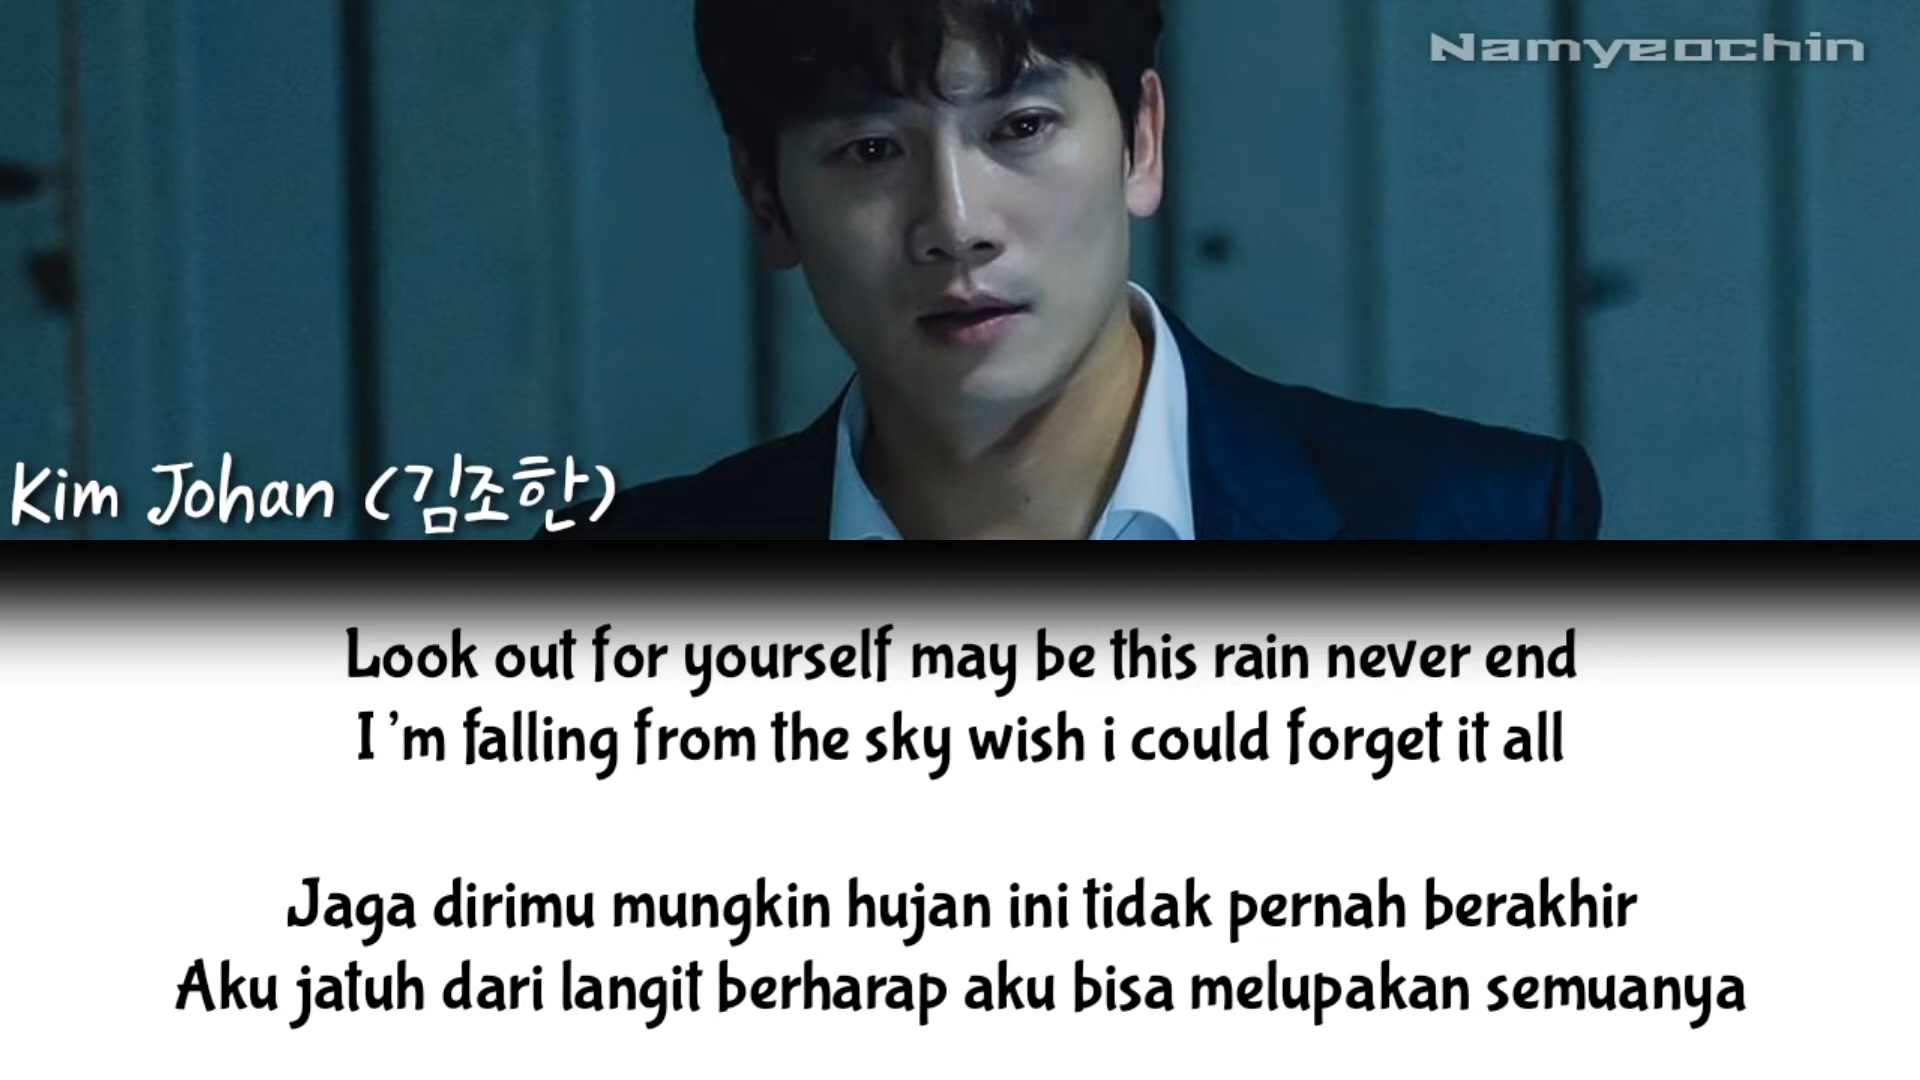 Namyeochin
Kim Johan (김조한)
Look out for yourself may be this rain never end
I'm falling from the sky wish i could forget it all
Jaga dirimu mungkin hujan ini tidak pernah berakhir
Aku jatuh dari langit berharap aku bisa melupakan semuanya